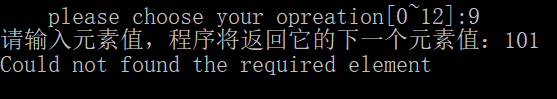 please choose your opreation[0~12]:9
请输入元素值，程序将返回它的下一个元素值：101
Could not found the required element